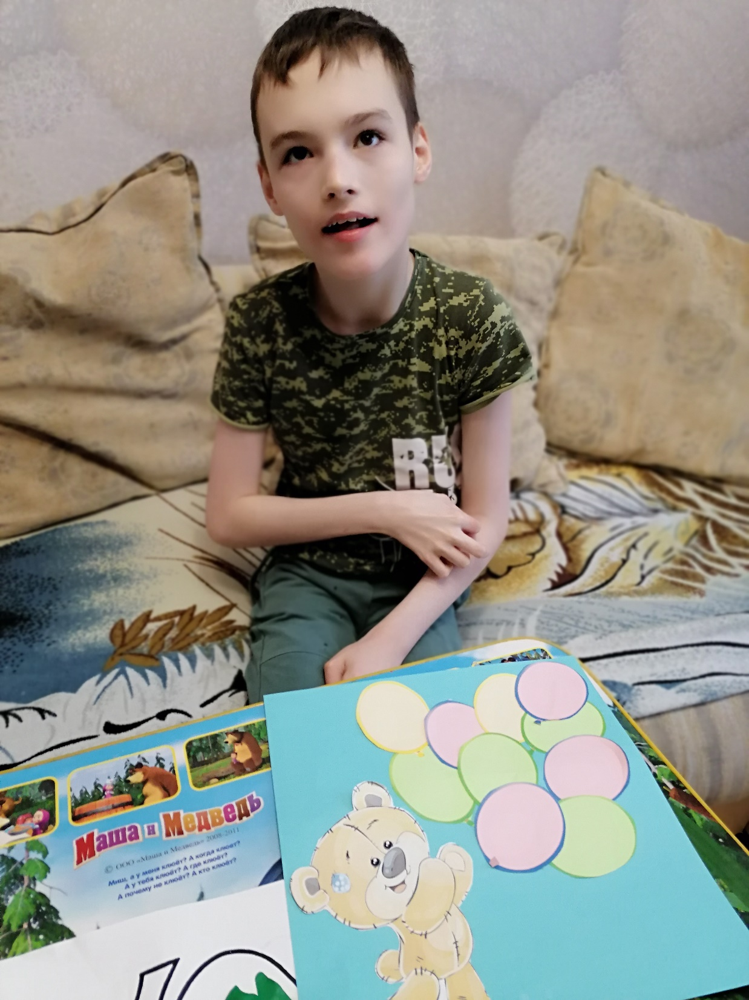 RU
Маша и Медведь
© ООО «Маша и Медведь» 2008-2011
Миш, а у меня клюёт? А когда клюёт?
А у тебя клюёт? А где клюёт?
А почему не клюёт? А кто клюёт?